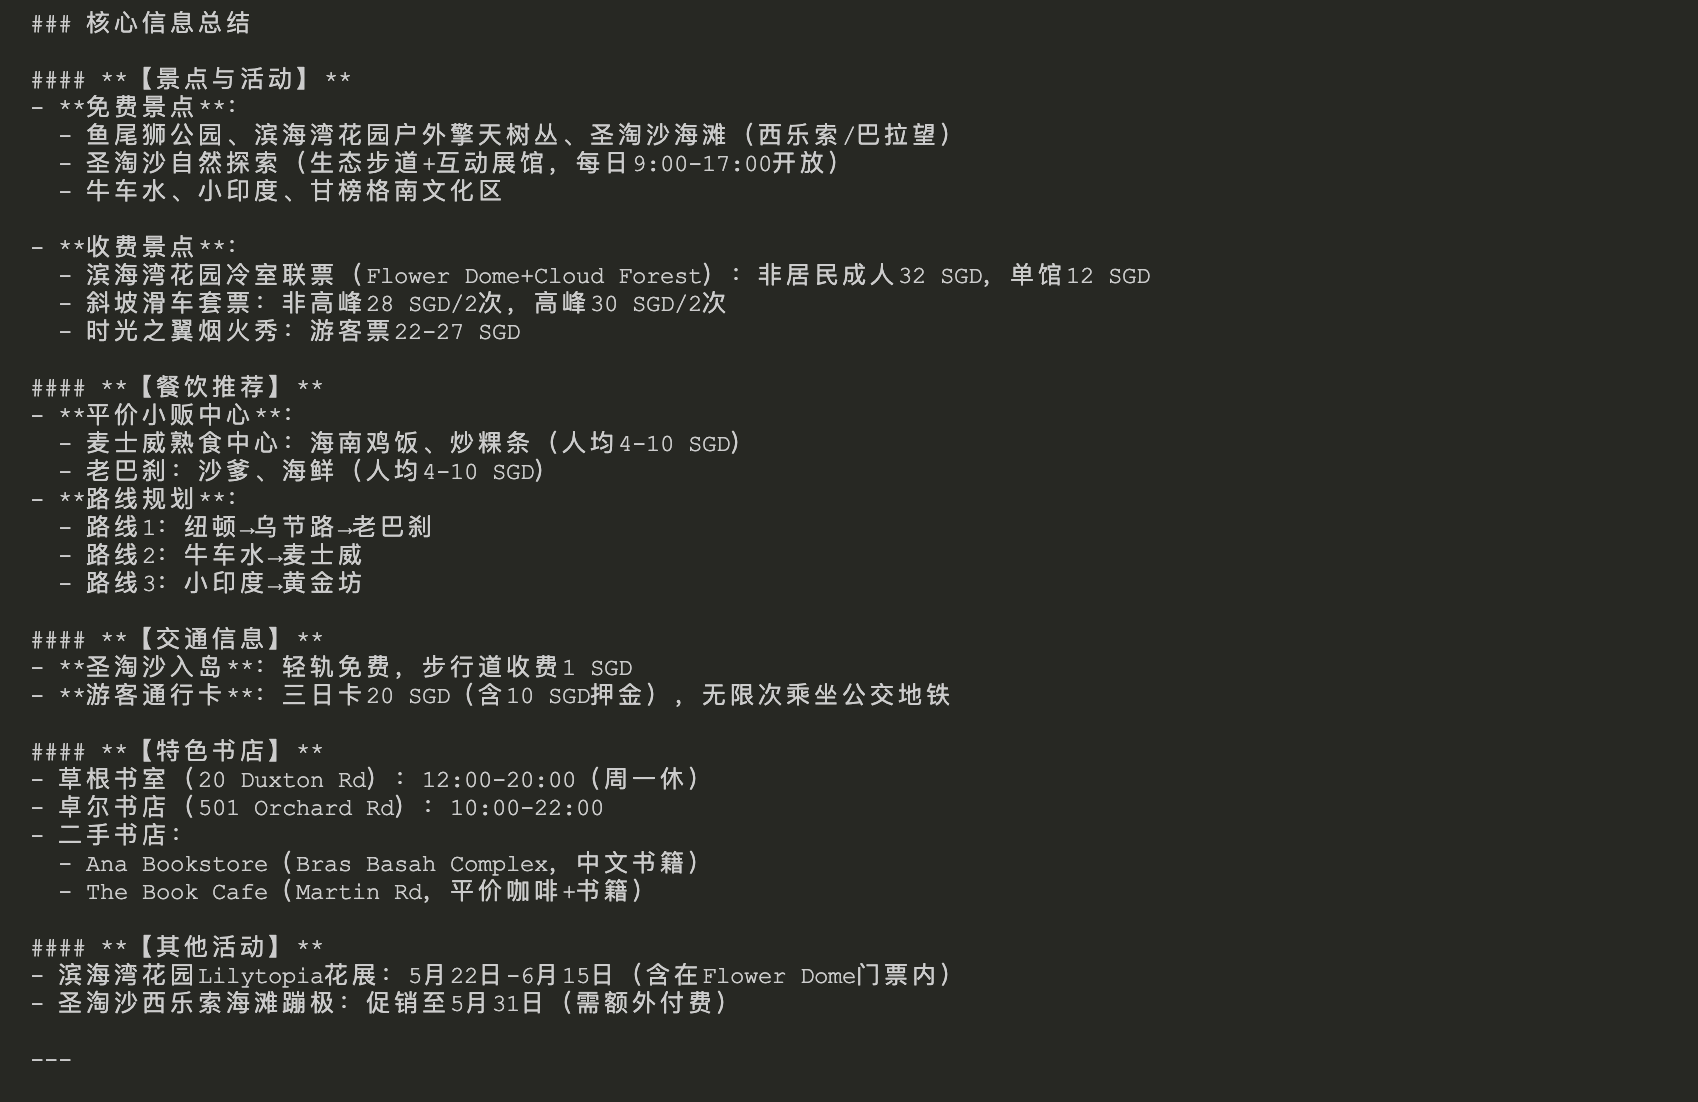 ### 核心信息总结
#### **【景点与活动】**
- **免费景点**：
- 鱼尾狮公园、滨海湾花园户外擎天树丛、圣淘沙海滩（西乐索/巴拉望）
- 圣淘沙自然探索（生态步道+互动展馆，每日9:00-17:00开放）
- 牛车水、小印度、甘榜格南文化区
- **收费景点**：
- 滨海湾花园冷室联票（Flower Dome+Cloud Forest）：非居民成人32 SGD，单馆12 SGD
- 斜坡滑车套票：非高峰28 SGD/2次，高峰30 SGD/2次
- 时光之翼烟火秀：游客票22-27 SGD
#### **【餐饮推荐】**
- **平价小贩中心**：
- 麦士威熟食中心：海南鸡饭、炒粿条（人均4-10 SGD）
- 老巴刹：沙爹、海鲜（人均4-10 SGD）
- **路线规划**：
- 路线1：纽顿→乌节路→老巴刹
- 路线2：牛车水→麦士威
- 路线3：小印度→黄金坊
#### **【交通信息】**
- **圣淘沙入岛**：轻轨免费，步行道收费1 SGD
- **游客通行卡**：三日卡20 SGD（含10 SGD押金），无限次乘坐公交地铁
#### **【特色书店】**
- 草根书室（20 Duxton Rd）：12:00-20:00（周一休）
- 卓尔书店（501 Orchard Rd）：10:00-22:00
- 二手书店：
- Ana Bookstore（Bras Basah Complex，中文书籍）
- The Book Cafe（Martin Rd，平价咖啡+书籍）
#### **【其他活动】**
- 滨海湾花园Lilytopia花展：5月22日-6月15日（含在Flower Dome门票内）
- 圣淘沙西乐索海滩蹦极：促销至5月31日（需额外付费）
---